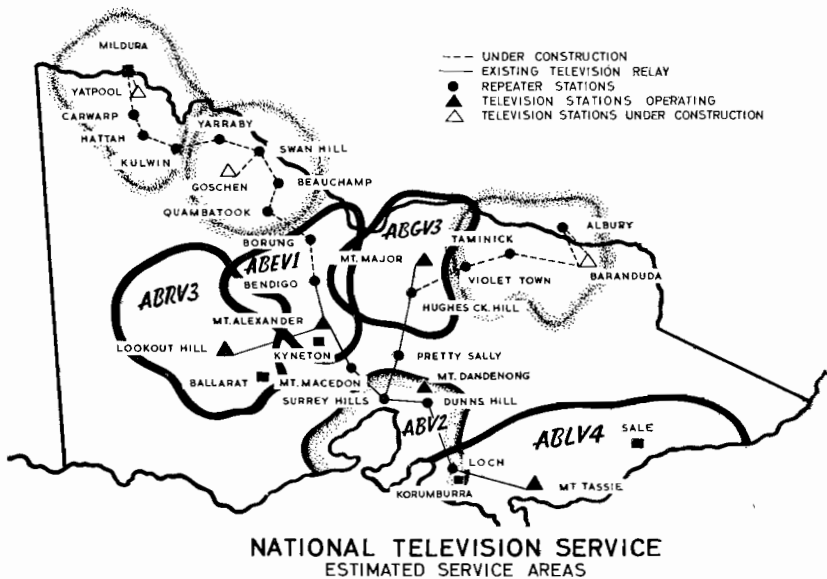 MILDURA
UNDER CONSTRUCTION
EXISTING TELEVISION RELAY
REPEATER STATIONS
TELEVISION STATIONS OPERATING
TELEVISION STATIONS UNDER CONSTRUCTION
YATPOOL
CARWARP
HATTAH
KULWIN
YARRABY
SWAN HILL
GOSCHEN
BEAUCHAMP
QUAMBATOOK
BORUNG
ABEV1
BENDIGO
ABGV3
MT. MAJOR
TAMINICK
ALBURY
VIOLET TOWN
BARANDUDA
HUGHES CK. HILL
ABRV3
MT. ALEXANDER
LOOKOUT HILL
KYNETON
PRETTY SALLY
BALLARAT
MT. MACEDON
MT. DANDENONG
SURREY HILLS
DUNNS HILL
ABV2
ABLV4
SALE
LOCH
KORUMBURRA
MT TASSIE
NATIONAL TELEVISION SERVICE
ESTIMATED SERVICE AREAS